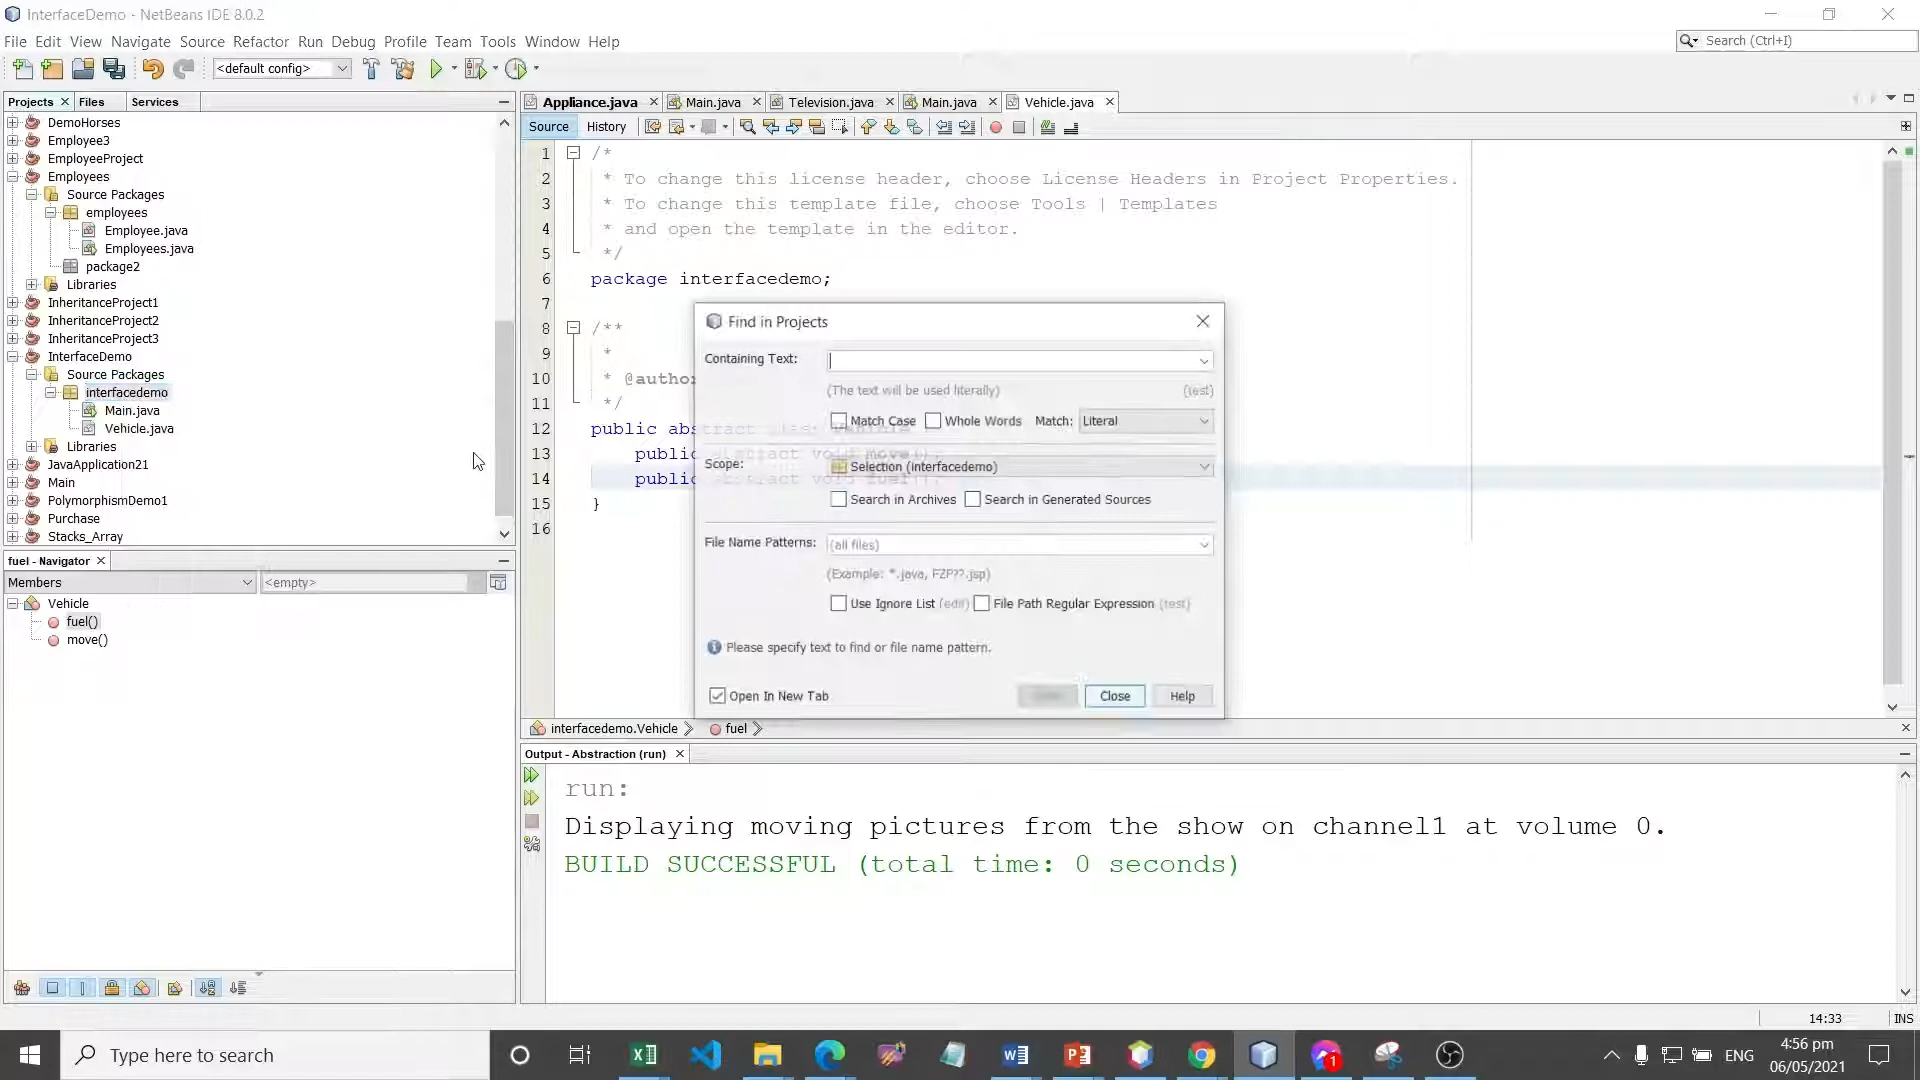 InterfaceDemo - NetBeans IDE 8.0.2
File Edit View Navigate Source Refactor Run Debug Profile Team Tools Window Help
Search (Ctrl+I)
<default config>
Projects Files Services
DemoHorses
Employee3
EmployeeProject
Employees
Source Packages
employees
Employee.java
Employees.java
package2
Libraries
InheritanceProject1
InheritanceProject2
InheritanceProject3
InterfaceDemo
Source Packages
interfacedemo
Main.java
Vehicle.java
Libraries
JavaApplication21
Main
PolymorphismDemo1
Purchase
Stacks_Array
fuel - Navigator
Members <empty>
Vehicle
fuel()
move()
Appliance.java Main.java Television.java Main.java Vehicle.java
Source History
1 /*
2 * To change this license header, choose License Headers in Project Properties.
3 * To change this template file, choose Tools | Templates
4 * and open the template in the editor.
5 */
6 package interfacedemo;
7
8 /**
9 *
10 * @author
11 */
12 public abstract class
13 public abstract void move();
14 public abstract void fuel();
15 }
16
Find in Projects
Containing Text:
(The text will be used literally) (test)
Match Case Whole Words Match: Literal
Scope: Selection (interfacedemo)
Search in Archives Search in Generated Sources
File Name Patterns: (all files)
(Example: *.java, FZP??.jsp)
Use Ignore List (edit) File Path Regular Expression (test)
Please specify text to find or file name pattern.
Open In New Tab Close Help
interfacedemo.Vehicle fuel
Output - Abstraction (run)
run:
Displaying moving pictures from the show on channel1 at volume 0.
BUILD SUCCESSFUL (total time: 0 seconds)
14:33 INS
Type here to search
1
ENG
4:56 pm
06/05/2021